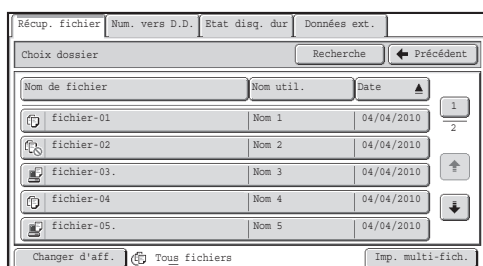 Récup. fichier Num. vers D.D. Etat disq. dur Données ext.
Choix dossier Recherche Précédent
Nom de fichier Nom util. Date
fichier-01 Nom 1 04/04/2010
fichier-02 Nom 2 04/04/2010
fichier-03. Nom 3 04/04/2010
fichier-04 Nom 4 04/04/2010
fichier-05. Nom 5 04/04/2010
1
2
Changer d'aff. Tous fichiers Imp. multi-fich.